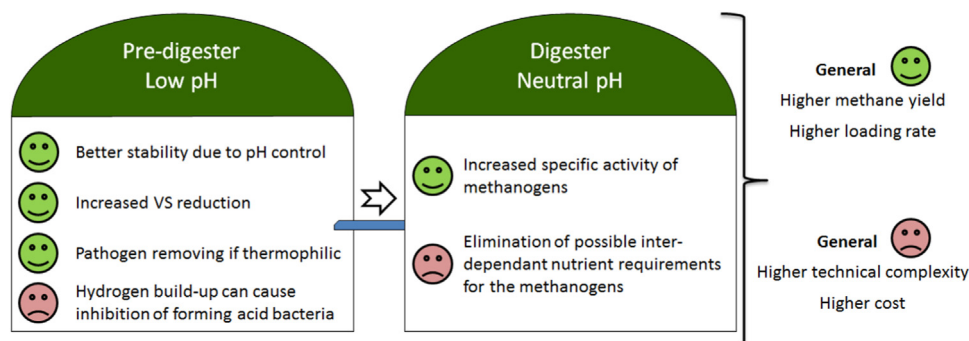 Pre-digester
Low pH
Better stability due to pH control
Increased VS reduction
Pathogen removing if thermophilic
Hydrogen build-up can cause
inhibition of forming acid bacteria
Digester
Neutral pH
Increased specific activity of
methanogens
Elimination of possible inter-
dependant nutrient requirements
for the methanogens
General
Higher methane yield
Higher loading rate
General
Higher technical complexity
Higher cost